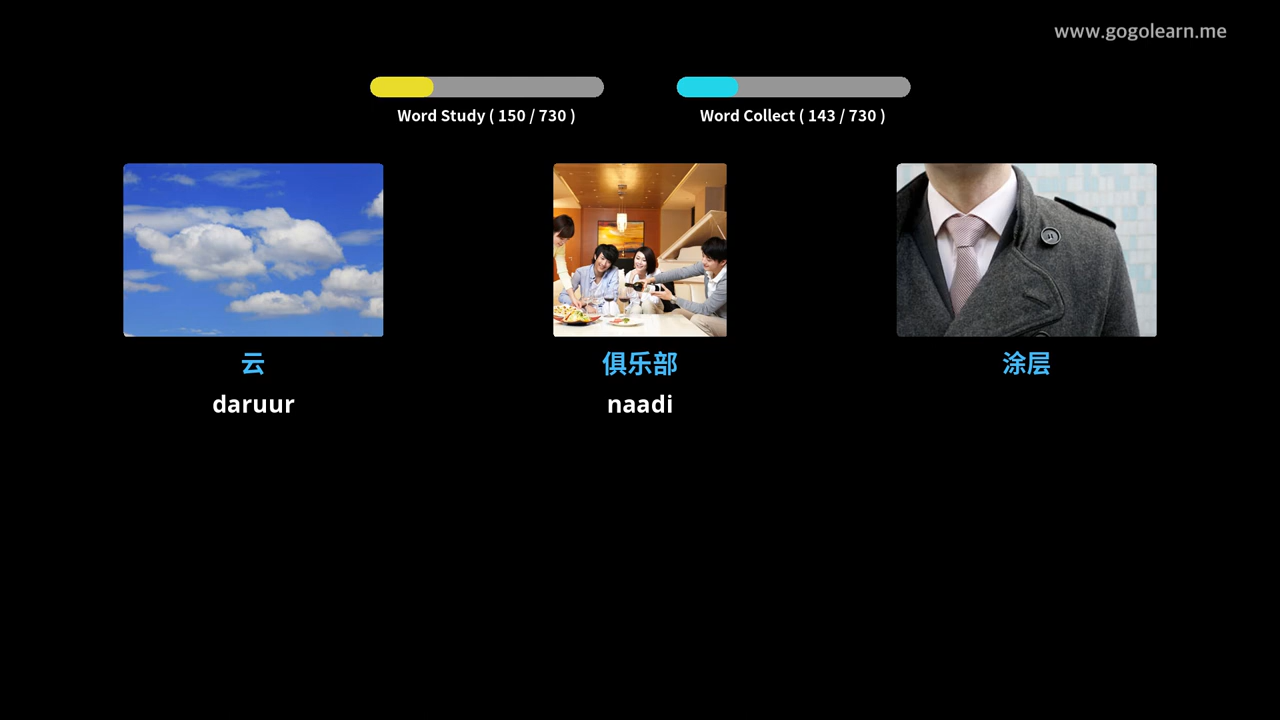 www.gogolearn.me
Word Study ( 150 / 730 )
Word Collect ( 143 / 730 )
云
俱乐部
涂层
daruur
naadi